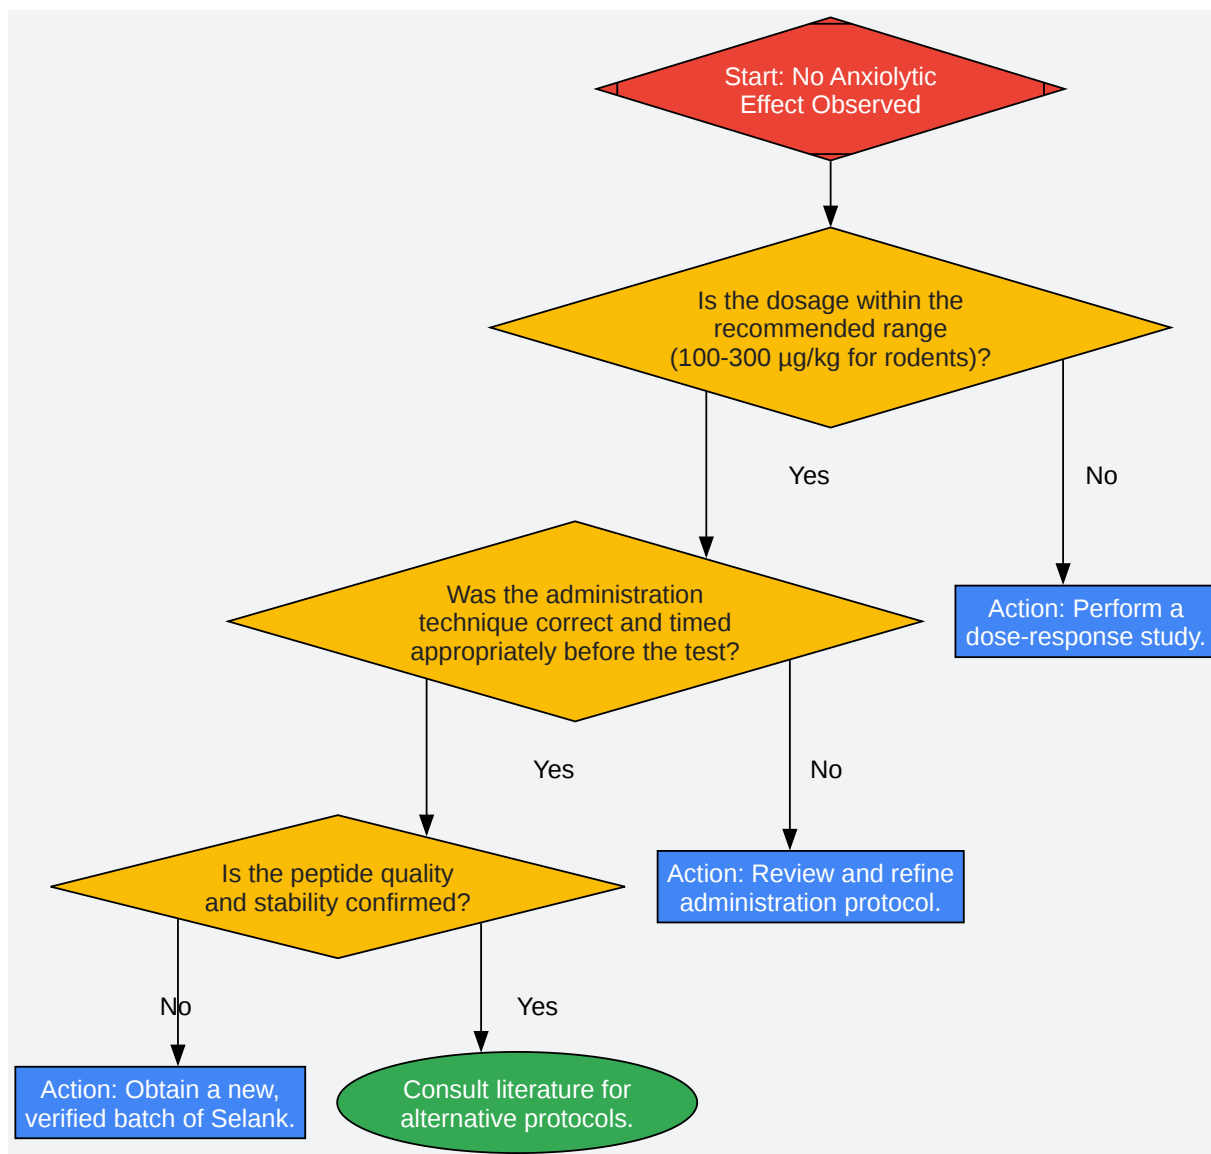 Start: No Anxiolytic
Effect Observed
Is the dosage within the
recommended range
(100-300 µg/kg for rodents)?
Yes
No
Was the administration
technique correct and timed
appropriately before the test?
Action: Perform a
dose-response study.
Yes
No
Is the peptide quality
and stability confirmed?
Action: Review and refine
administration protocol.
No
Yes
Action: Obtain a new,
verified batch of Selank.
Consult literature for
alternative protocols.